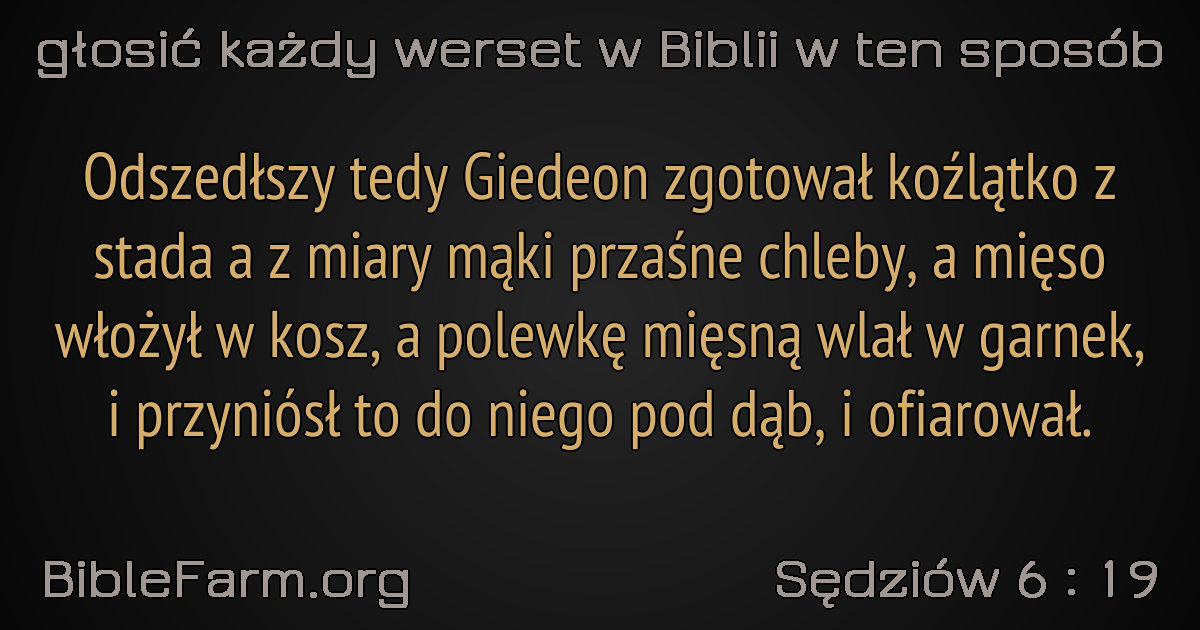 głosić każdy werset w Biblii w ten sposób
Odszedłszy tedy Giedeon zgotował koźlątko z
stada a z miary mąki przaśne chleby, a mięso
włożył w kosz, a polewkę mięsną wlał w garnek,
i przyniósł to do niego pod dąb, i ofiarował.
BibleFarm.org
Sędziów 6 : 19